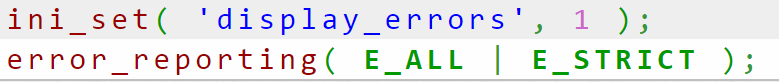 ini_set( 'display_errors', 1 );
error_reporting( E_ALL | E_STRICT );